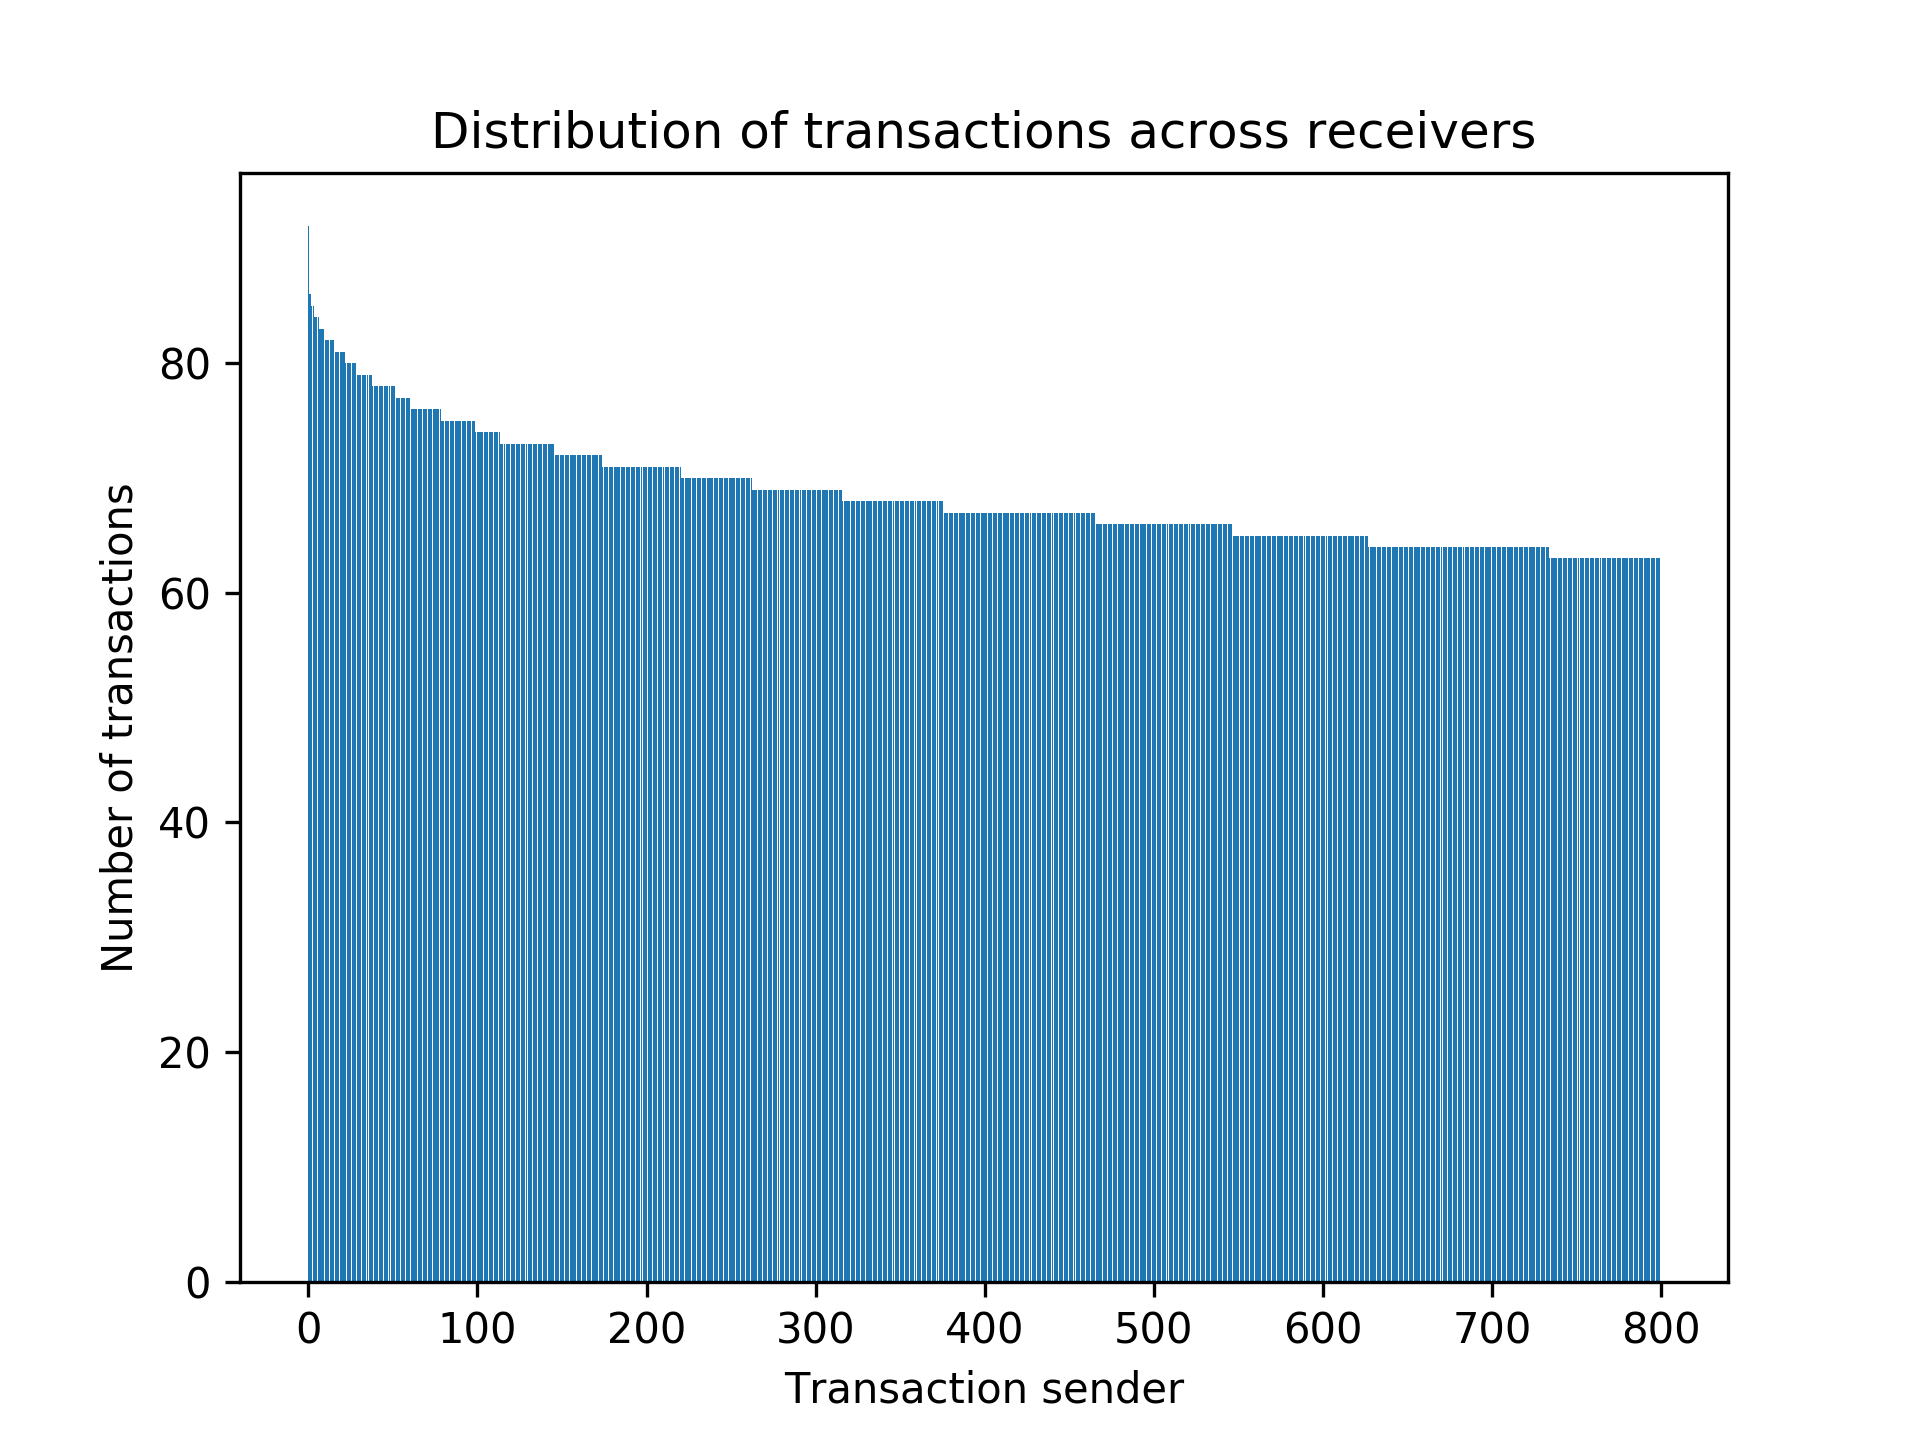 Distribution of transactions across receivers
Number of transactions
80
60
40
20
0
0 100 200 300 400 500 600 700 800
Transaction sender